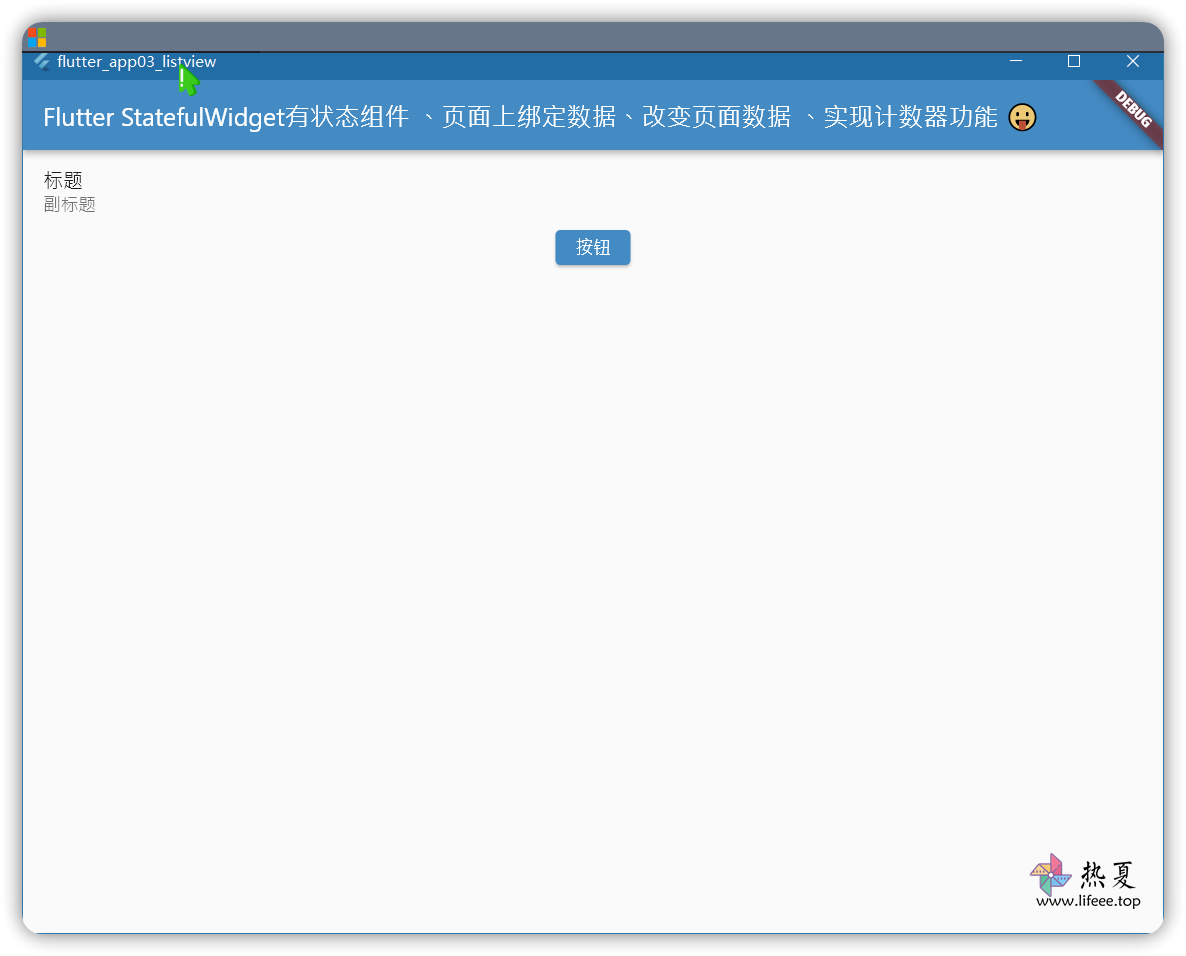 flutter_app03_listview
Flutter StatefulWidget有状态组件 、页面上绑定数据、改变页面数据 、实现计数器功能 😛
DEBUG
标题
副标题
按钮
热夏
www.lifeee.top